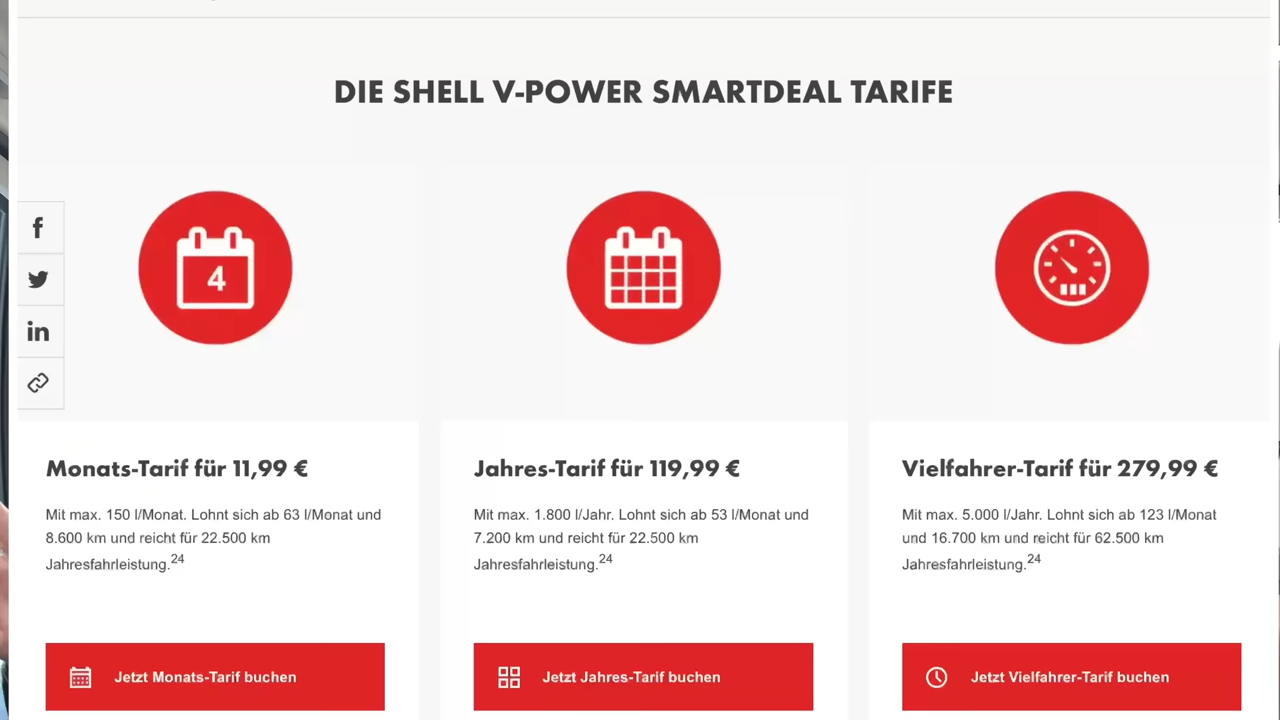 DIE SHELL V-POWER SMARTDEAL TARIFE
f
in
4
Monats-Tarif für 11,99 €
Mit max. 150 l/Monat. Lohnt sich ab 63 l/Monat und
8.600 km und reicht für 22.500 km
Jahresfahrleistung.24
Jetzt Monats-Tarif buchen
Jahres-Tarif für 119,99 €
Mit max. 1.800 l/Jahr. Lohnt sich ab 53 l/Monat und
7.200 km und reicht für 22.500 km
Jahresfahrleistung.24
Jetzt Jahres-Tarif buchen
Vielfahrer-Tarif für 279,99 €
Mit max. 5.000 l/Jahr. Lohnt sich ab 123 l/Monat
und 16.700 km und reicht für 62.500 km
Jahresfahrleistung.24
Jetzt Vielfahrer-Tarif buchen